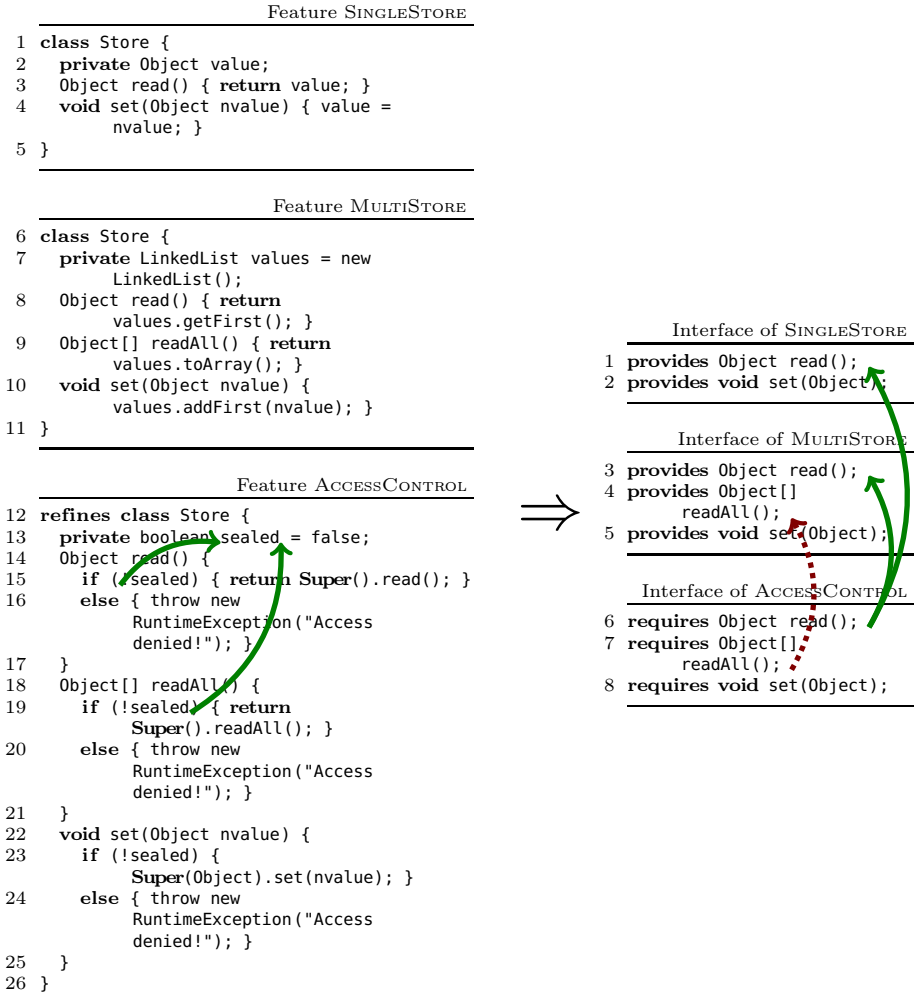 Feature SINGLESTORE
1 class Store {
2 private Object value;
3 Object read() { return value; }
4 void set(Object nvalue) { value =
nvalue; }
5 }
Feature MULTISTORE
6 class Store {
7 private LinkedList values = new
LinkedList();
8 Object read() { return
values.getFirst(); }
9 Object[] readAll() { return
values.toArray(); }
10 void set(Object nvalue) {
values.addFirst(nvalue); }
11 }
Feature ACCESSCONTROL
12 refines class Store {
13 private boolean sealed = false;
14 Object read() {
15 if (!sealed) { return Super().read(); }
16 else { throw new
RuntimeException("Access
denied!"); }
17 }
18 Object[] readAll() {
19 if (!sealed) { return
Super().readAll(); }
20 else { throw new
RuntimeException("Access
denied!"); }
21 }
22 void set(Object nvalue) {
23 if (!sealed) {
Super(Object).set(nvalue); }
24 else { throw new
RuntimeException("Access
denied!"); }
25 }
26 }
Interface of SINGLESTORE
1 provides Object read();
2 provides void set(Object);
Interface of MULTISTORE
3 provides Object read();
4 provides Object[]
readAll();
5 provides void set(Object);
Interface of ACCESSCONTROL
6 requires Object read();
7 requires Object[]
readAll();
8 requires void set(Object);